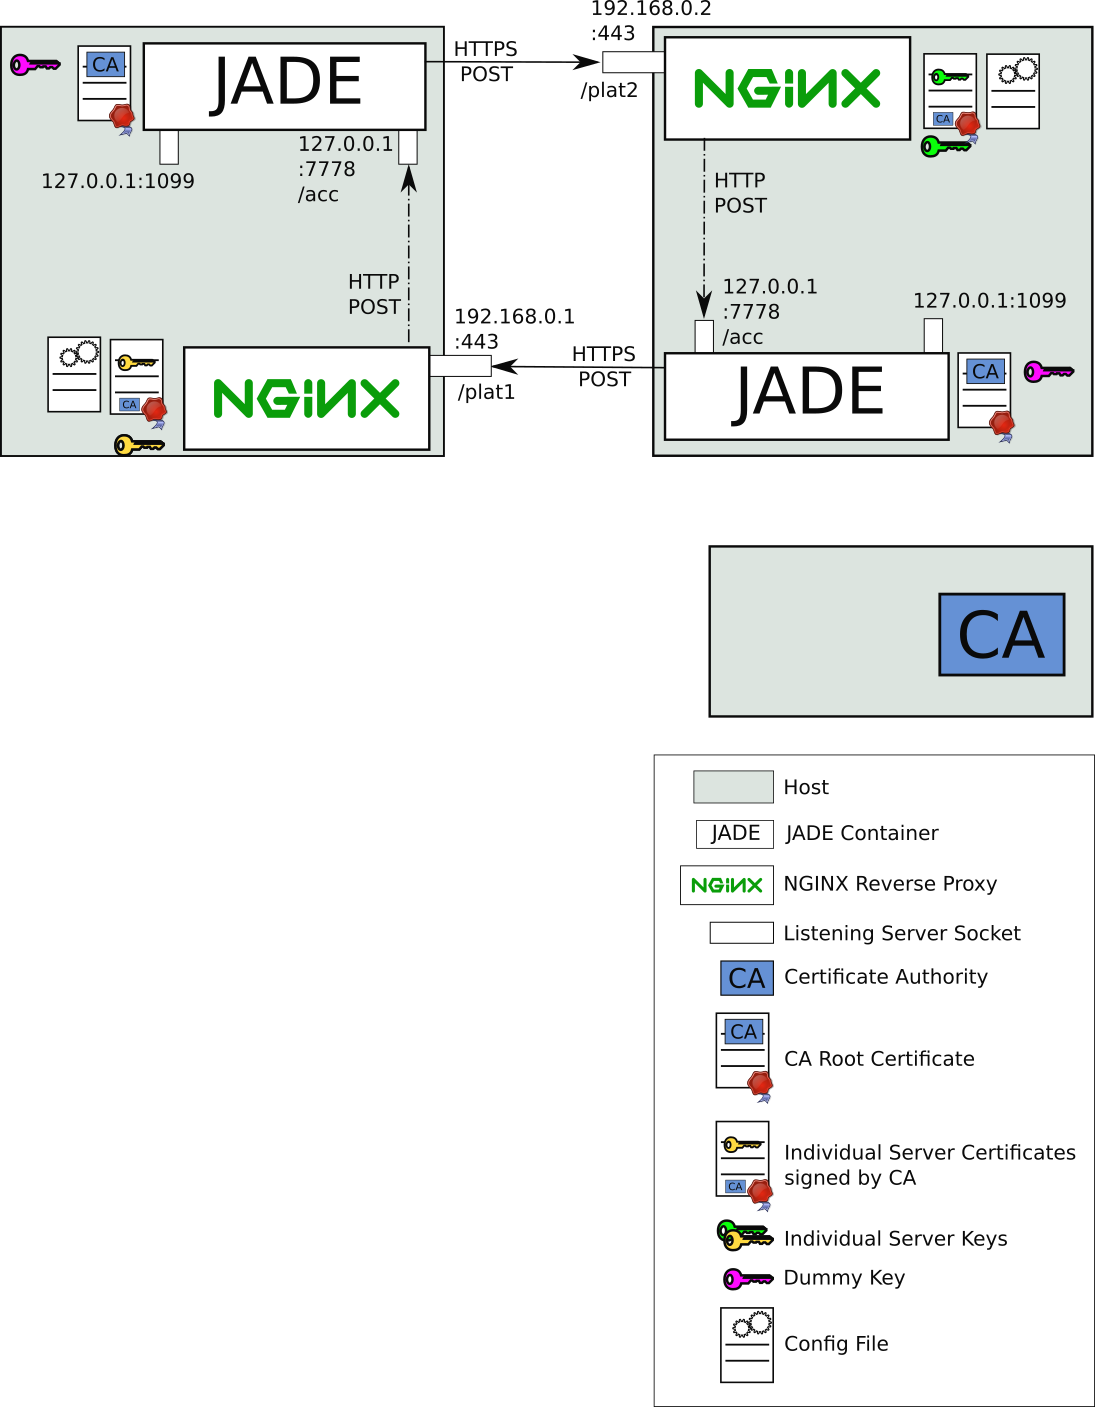 192.168.0.2
:443
/plat2
HTTPS
POST
CA
JADE
127.0.0.1:1099
127.0.0.1
:7778
/acc
HTTP
POST
192.168.0.1
:443
/plat1
CA
NGINX
NGINX
CA
HTTP
POST
127.0.0.1
:7778
/acc
127.0.0.1:1099
HTTPS
POST
JADE
CA
CA
Host
JADE JADE Container
NGINX NGINX Reverse Proxy
Listening Server Socket
CA Certificate Authority
CA CA Root Certificate
Individual Server Certificates
signed by CA
CA
Individual Server Keys
Dummy Key
Config File